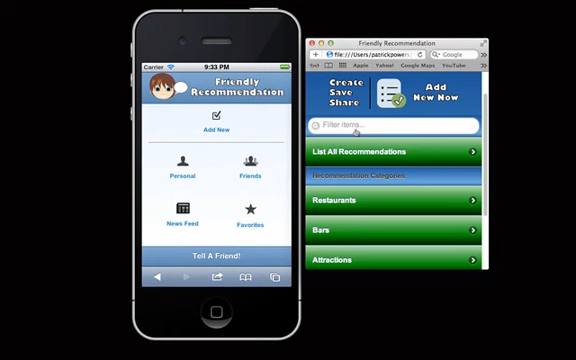 Carrier
9:33 PM
Friendly
Recommendation
Add New
Personal
Friends
News Feed
Favorites
Tell A Friend!
Friendly Recommendation
file:///Users/patrickpowers
Google
Apple
Yahoo!
Google Maps
YouTube
Create
Save
Share
Add
New Now
Filter items...
List All Recommendations
Recommendation Categories
Restaurants
Bars
Attractions